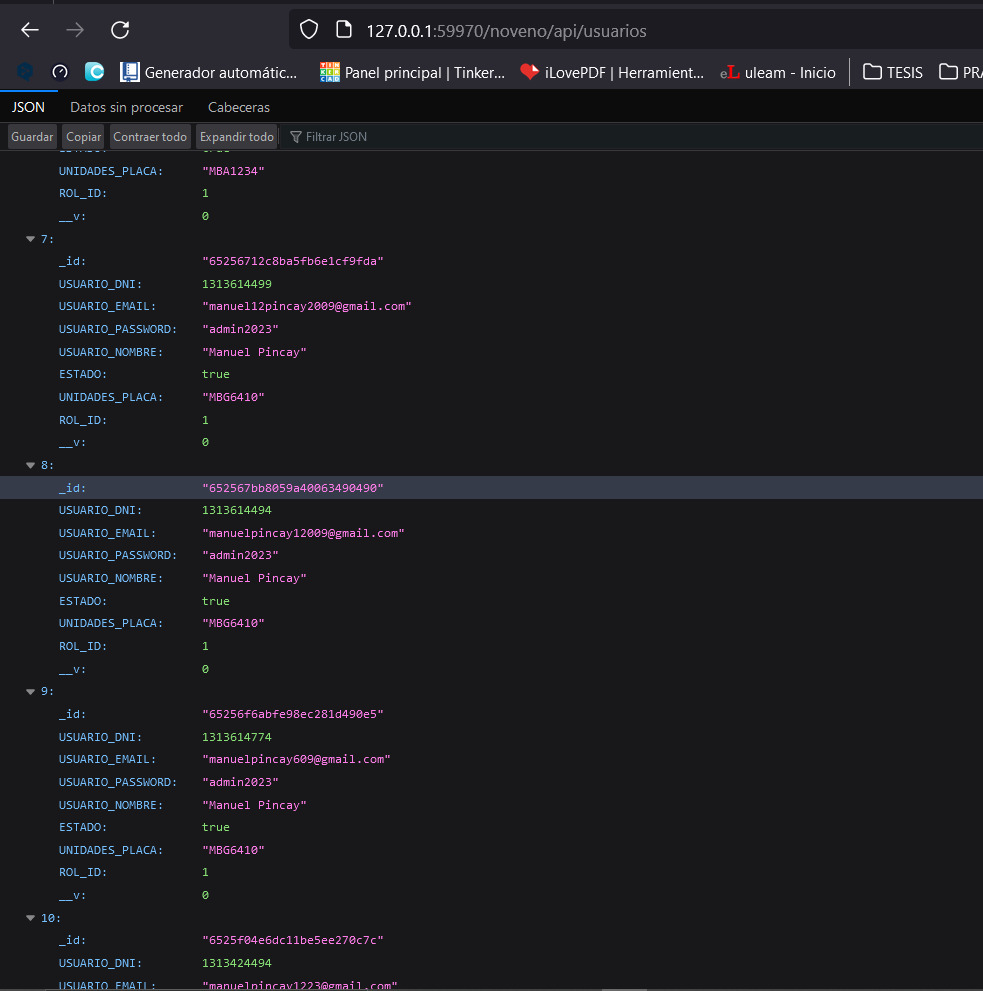 127.0.0.1:59970/noveno/api/usuarios
Generador automátic... Panel principal | Tinker... iLovePDF | Herramient... eL uleam - Inicio TESIS PRÁ
JSON Datos sin procesar Cabeceras
Guardar Copiar Contraer todo Expandir todo Filtrar JSON
UNIDADES_PLACA: "MBA1234"
ROL_ID: 1
__v: 0
7:
_id: "65256712c8ba5fb6e1cf9fda"
USUARIO_DNI: 1313614499
USUARIO_EMAIL: "manuel12pincay2009@gmail.com"
USUARIO_PASSWORD: "admin2023"
USUARIO_NOMBRE: "Manuel Pincay"
ESTADO: true
UNIDADES_PLACA: "MBG6410"
ROL_ID: 1
__v: 0
8:
_id: "652567bb8059a40063490490"
USUARIO_DNI: 1313614494
USUARIO_EMAIL: "manuelpincay12009@gmail.com"
USUARIO_PASSWORD: "admin2023"
USUARIO_NOMBRE: "Manuel Pincay"
ESTADO: true
UNIDADES_PLACA: "MBG6410"
ROL_ID: 1
__v: 0
9:
_id: "65256f6abfe98ec281d490e5"
USUARIO_DNI: 1313614774
USUARIO_EMAIL: "manuelpincay609@gmail.com"
USUARIO_PASSWORD: "admin2023"
USUARIO_NOMBRE: "Manuel Pincay"
ESTADO: true
UNIDADES_PLACA: "MBG6410"
ROL_ID: 1
__v: 0
10:
_id: "6525f04e6dc11be5ee270c7c"
USUARIO_DNI: 1313424494
USUARIO_EMAIL: "manuelpincay1223@gmail.com"